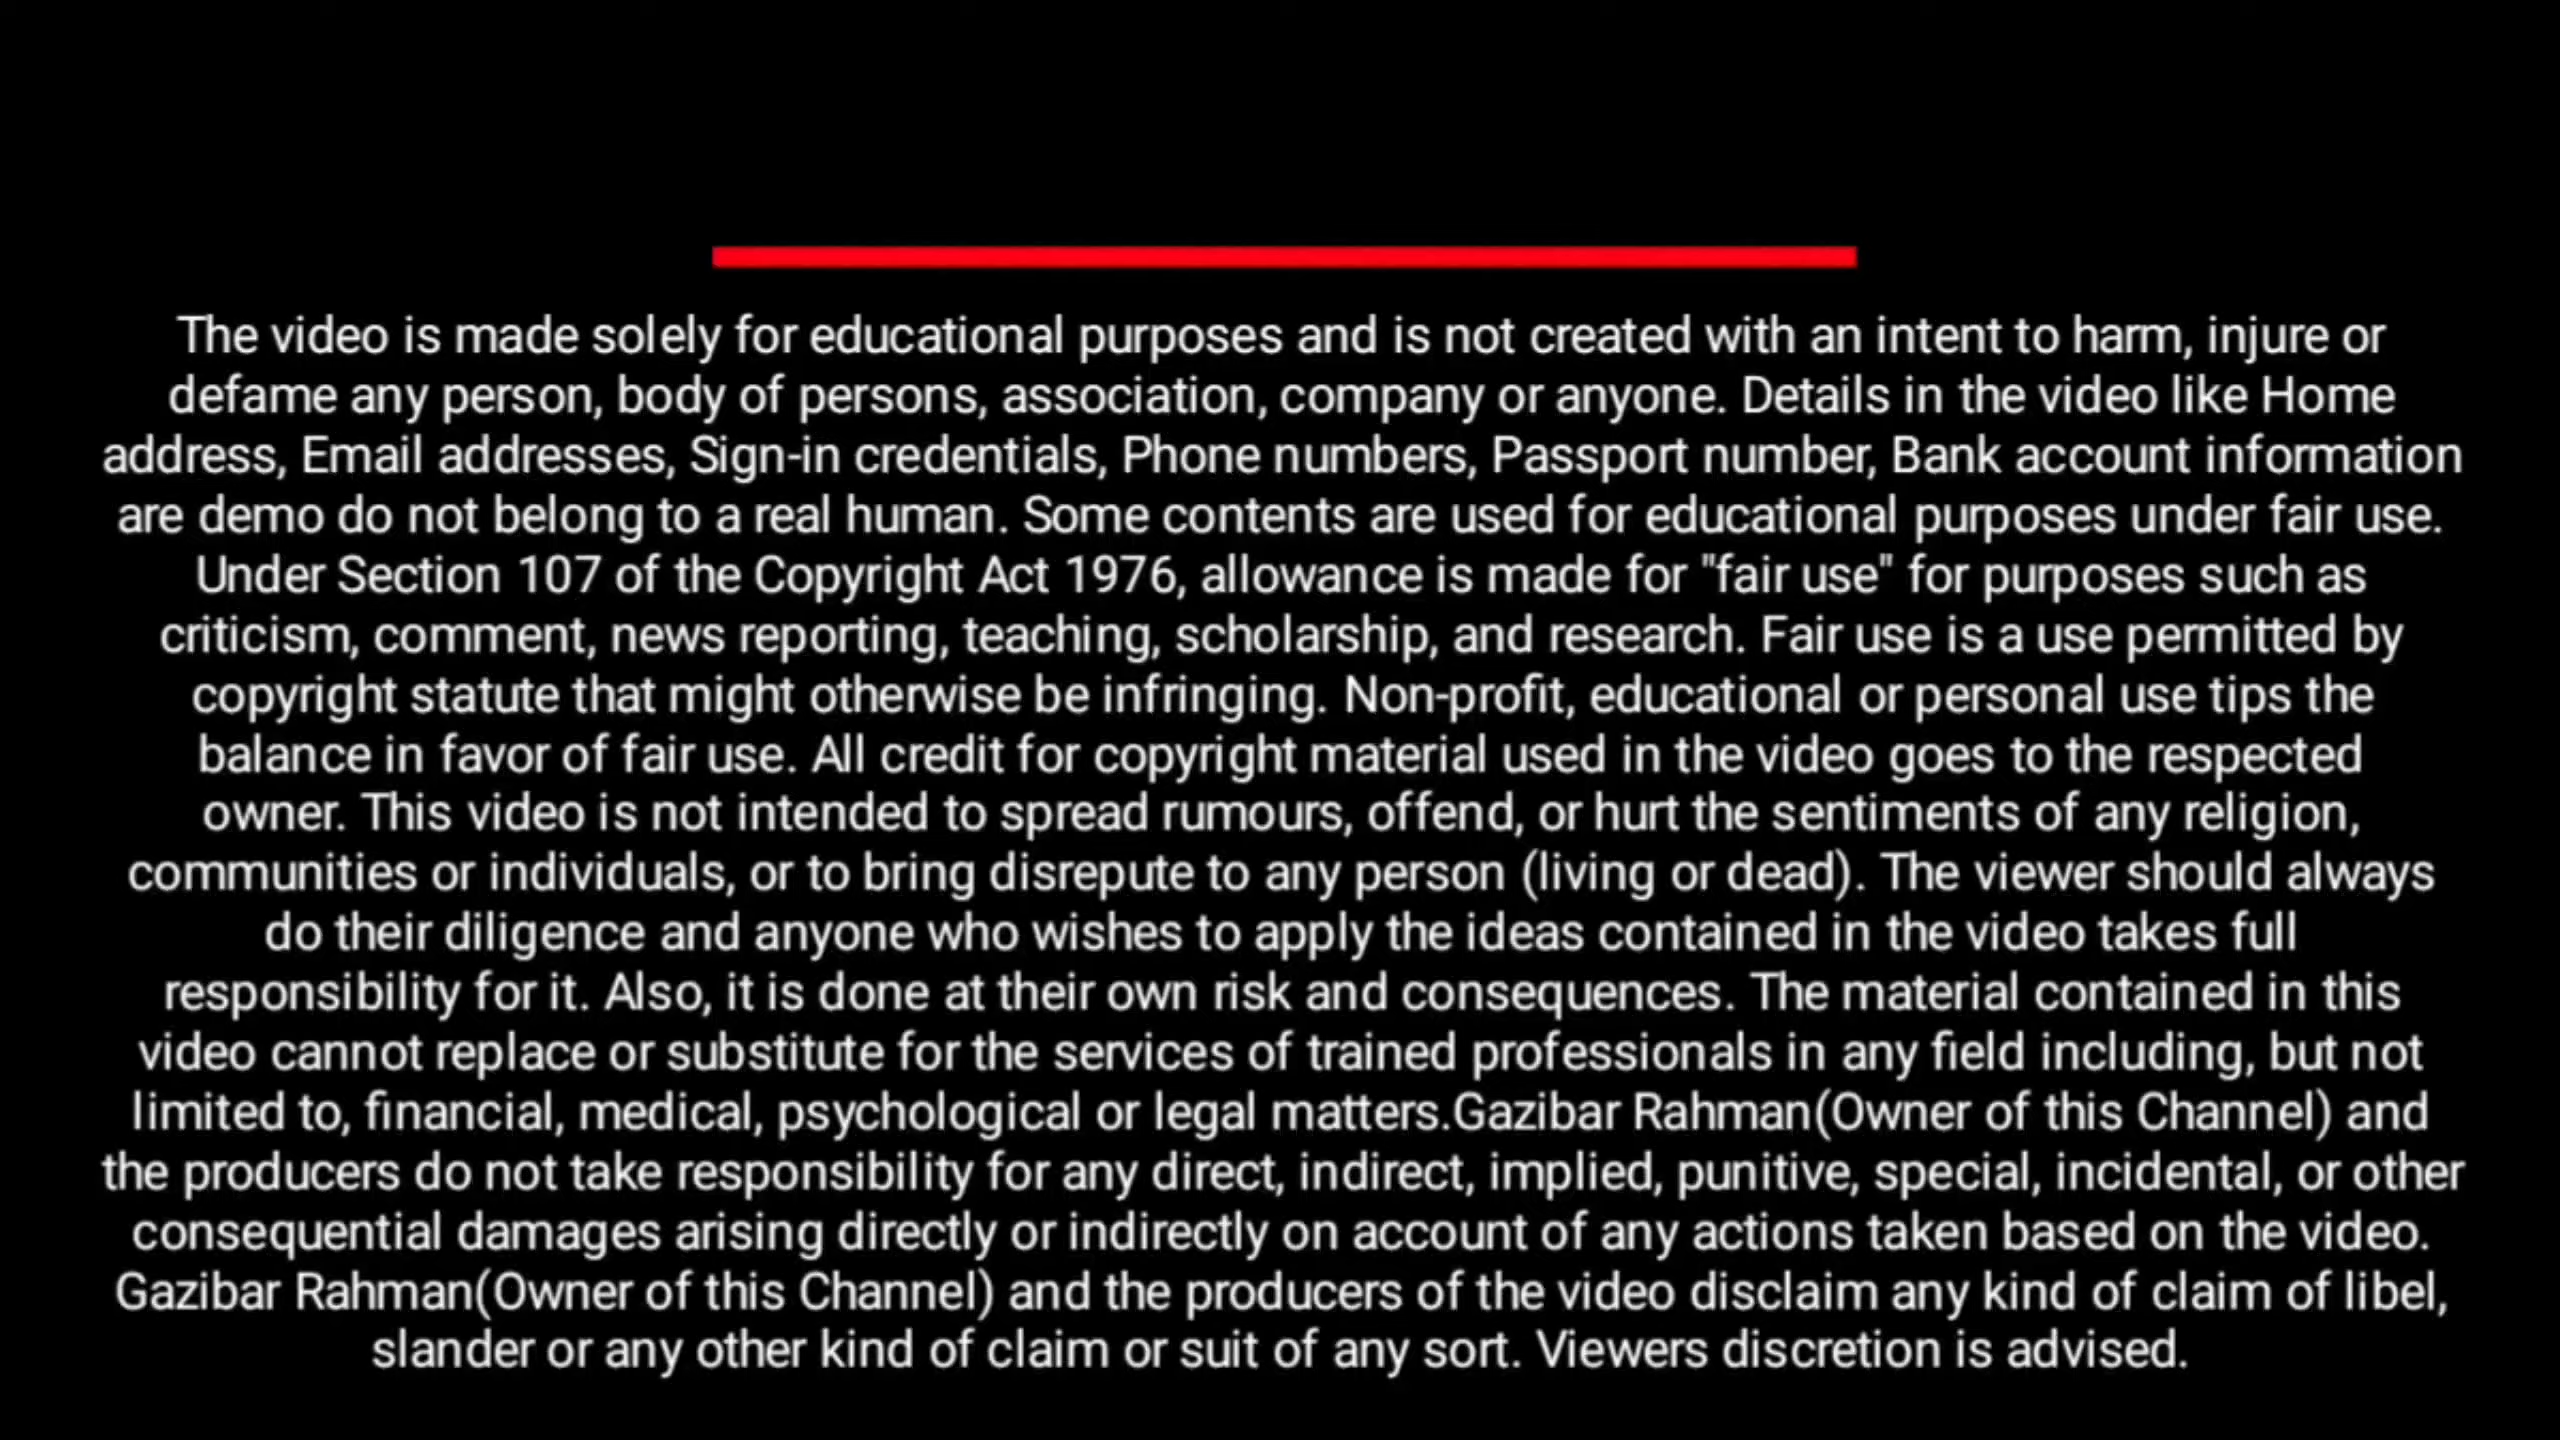 The video is made solely for educational purposes and is not created with an intent to harm, injure or
defame any person, body of persons, association, company or anyone. Details in the video like Home
address, Email addresses, Sign-in credentials, Phone numbers, Passport number, Bank account information
are demo do not belong to a real human. Some contents are used for educational purposes under fair use.
Under Section 107 of the Copyright Act 1976, allowance is made for "fair use" for purposes such as
criticism, comment, news reporting, teaching, scholarship, and research. Fair use is a use permitted by
copyright statute that might otherwise be infringing. Non-profit, educational or personal use tips the
balance in favor of fair use. All credit for copyright material used in the video goes to the respected
owner. This video is not intended to spread rumours, offend, or hurt the sentiments of any religion,
communities or individuals, or to bring disrepute to any person (living or dead). The viewer should always
do their diligence and anyone who wishes to apply the ideas contained in the video takes full
responsibility for it. Also, it is done at their own risk and consequences. The material contained in this
video cannot replace or substitute for the services of trained professionals in any field including, but not
limited to, financial, medical, psychological or legal matters.Gazibar Rahman(Owner of this Channel) and
the producers do not take responsibility for any direct, indirect, implied, punitive, special, incidental, or other
consequential damages arising directly or indirectly on account of any actions taken based on the video.
Gazibar Rahman(Owner of this Channel) and the producers of the video disclaim any kind of claim of libel,
slander or any other kind of claim or suit of any sort. Viewers discretion is advised.